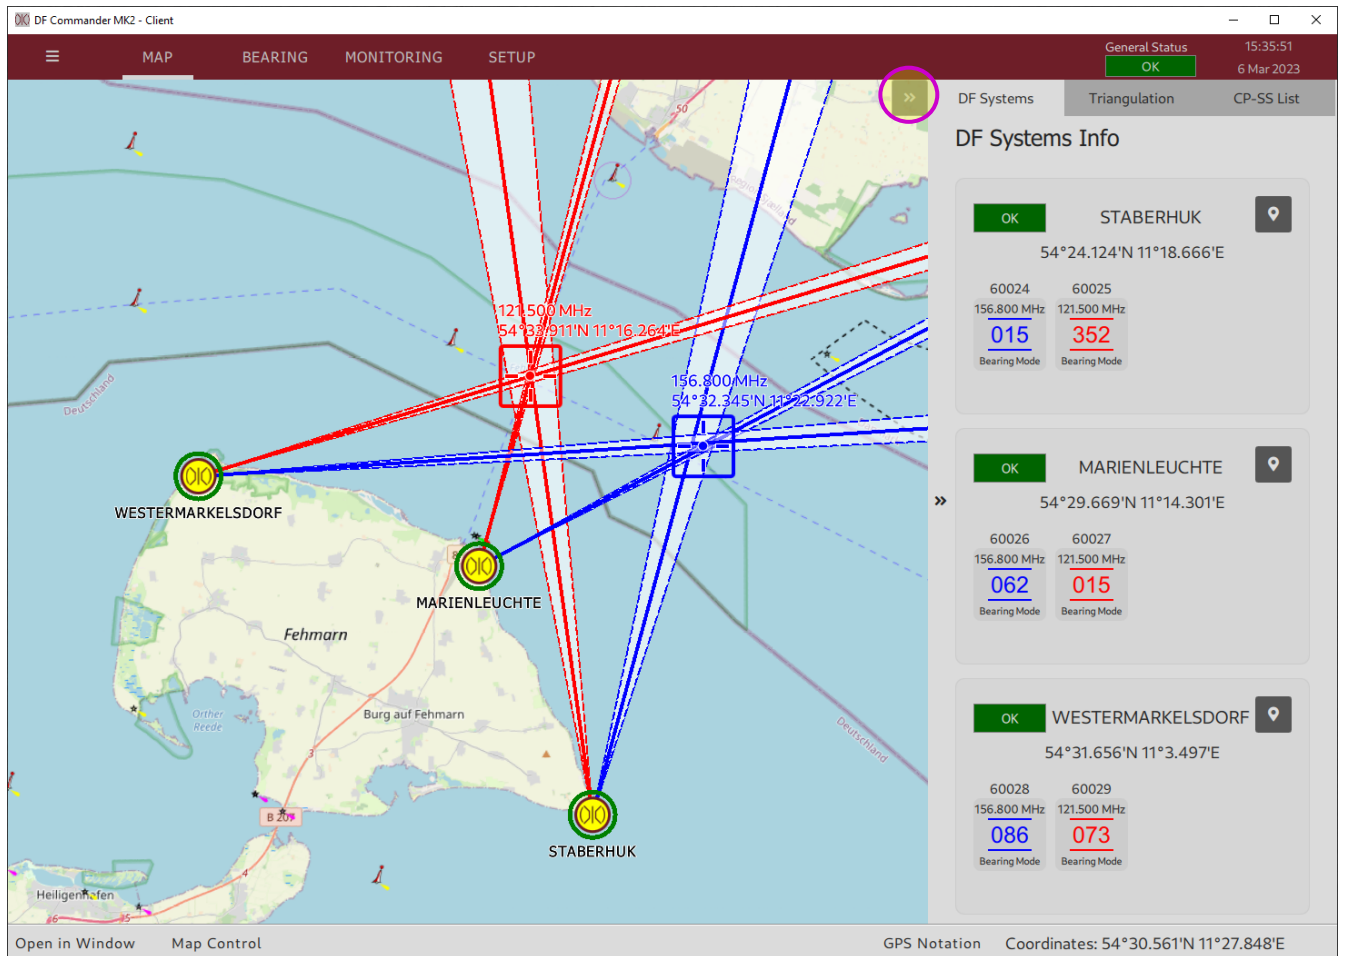 DF Commander MK2 - Client
MAP BEARING MONITORING SETUP
General Status
OK
15:35:51
6 Mar 2023
DF Systems Triangulation CP-SS List
DF Systems Info
OK STABERHUK
54°24.124'N 11°18.666'E
60024 60025
156.800 MHz 121.500 MHz
015 352
Bearing Mode Bearing Mode
OK MARIENLEUCHTE
54°29.669'N 11°14.301'E
60026 60027
156.800 MHz 121.500 MHz
062 015
Bearing Mode Bearing Mode
OK WESTERMARKELSDORF
54°31.656'N 11°3.497'E
60028 60029
156.800 MHz 121.500 MHz
086 073
Bearing Mode Bearing Mode
50
121.500 MHz
54°33.911'N 11°16.264'E
156.800 MHz
54°32.345'N 11°22.922'E
Deutschland
WESTERMARKELSDORF
MARIENLEUCHTE
Fehmarn
Orther
Reede
Burg auf Fehmarn
Deutschland
3
B 207
STABERHUK
4
Heiligenhafen
Open in Window Map Control GPS Notation Coordinates: 54°30.561'N 11°27.848'E